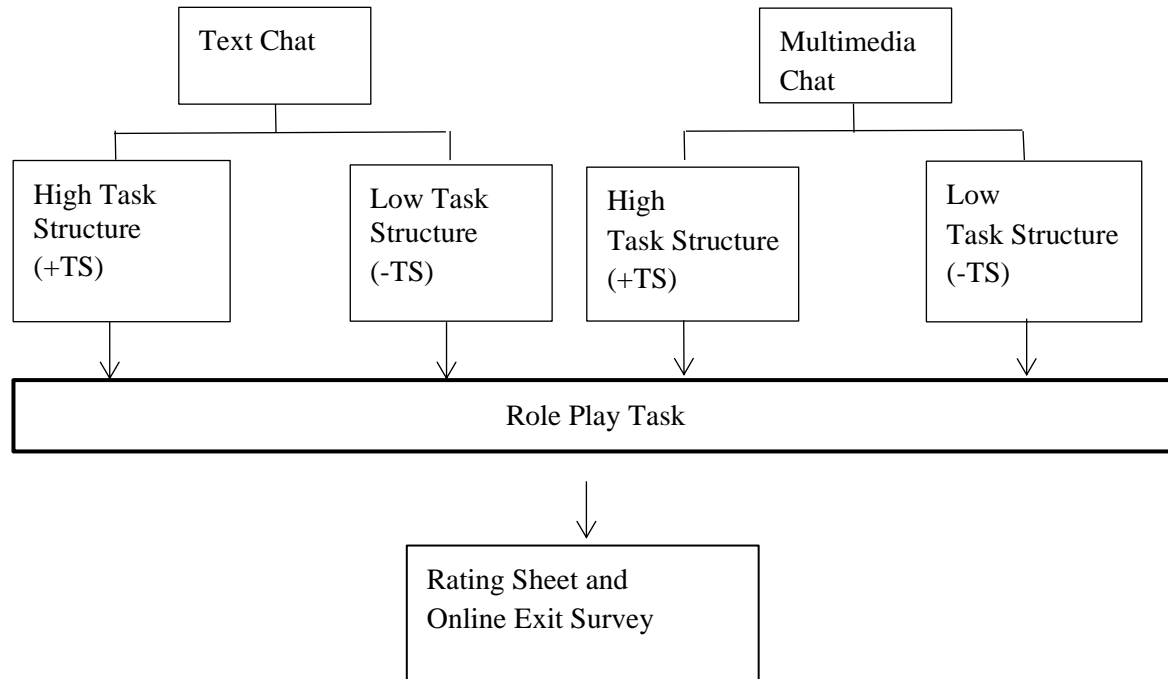 Text Chat
Multimedia
Chat
High Task
Structure
(+TS)
Low Task
Structure
(-TS)
High
Task Structure
(+TS)
Low
Task Structure
(-TS)
Role Play Task
Rating Sheet and
Online Exit Survey